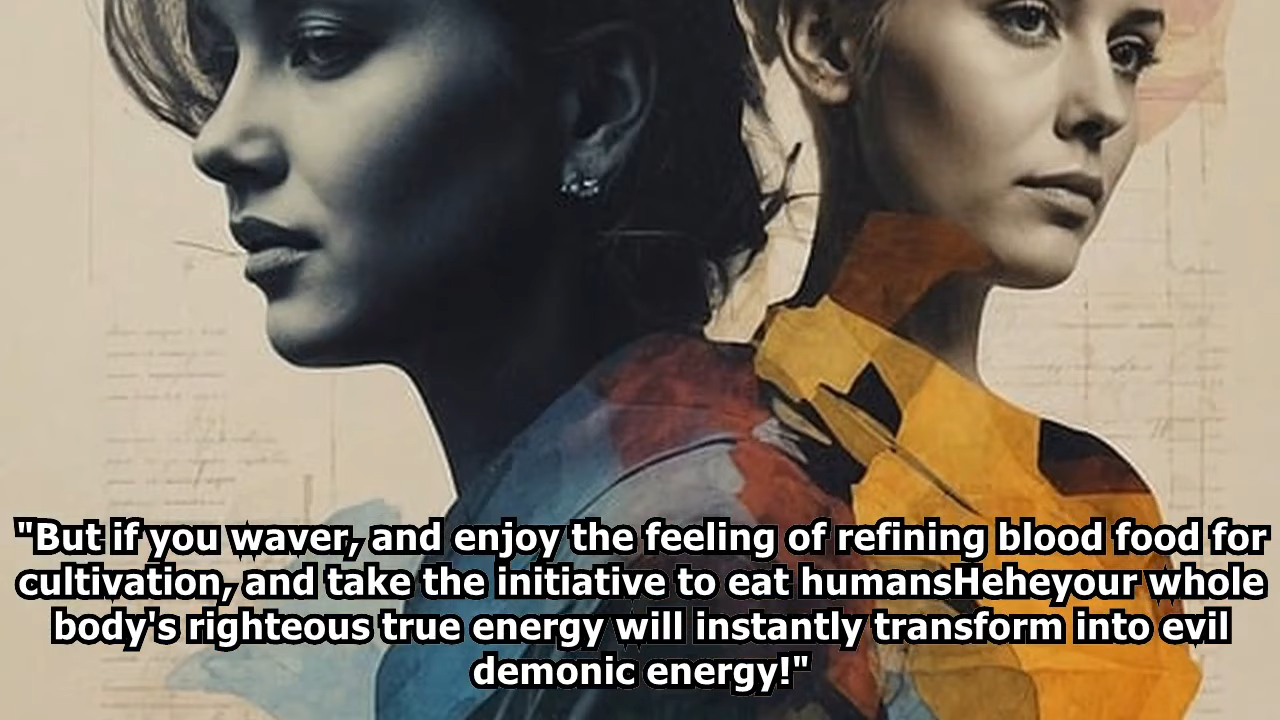 "But if you waver, and enjoy the feeling of refining blood food for
cultivation, and take the initiative to eat humansHeheyour whole
body's righteous true energy will instantly transform into evil
demonic energy!"